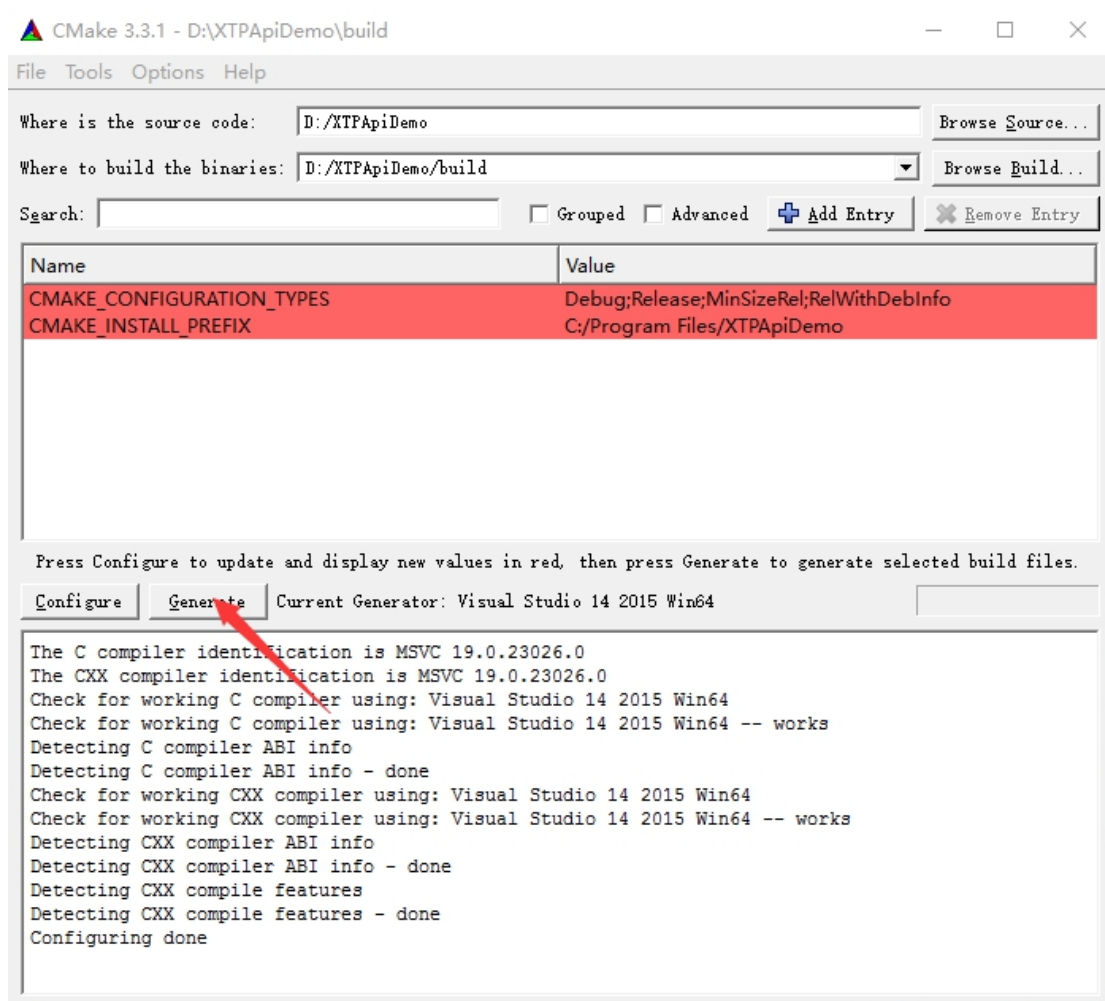 CMake 3.3.1 - D:\XTPApiDemo\build
File Tools Options Help
Where is the source code: D:/XTPApiDemo Browse Source...
Where to build the binaries: D:/XTPApiDemo/build Browse Build...
Search: Grouped Advanced Add Entry Remove Entry
Name Value
CMAKE_CONFIGURATION_TYPES Debug;Release;MinSizeRel;RelWithDebInfo
CMAKE_INSTALL_PREFIX C:/Program Files/XTPApiDemo
Press Configure to update and display new values in red, then press Generate to generate selected build files.
Configure Generate Current Generator: Visual Studio 14 2015 Win64
The C compiler identification is MSVC 19.0.23026.0
The CXX compiler identification is MSVC 19.0.23026.0
Check for working C compiler using: Visual Studio 14 2015 Win64
Check for working C compiler using: Visual Studio 14 2015 Win64 -- works
Detecting C compiler ABI info
Detecting C compiler ABI info - done
Check for working CXX compiler using: Visual Studio 14 2015 Win64
Check for working CXX compiler using: Visual Studio 14 2015 Win64 -- works
Detecting CXX compiler ABI info
Detecting CXX compiler ABI info - done
Detecting CXX compile features
Detecting CXX compile features - done
Configuring done